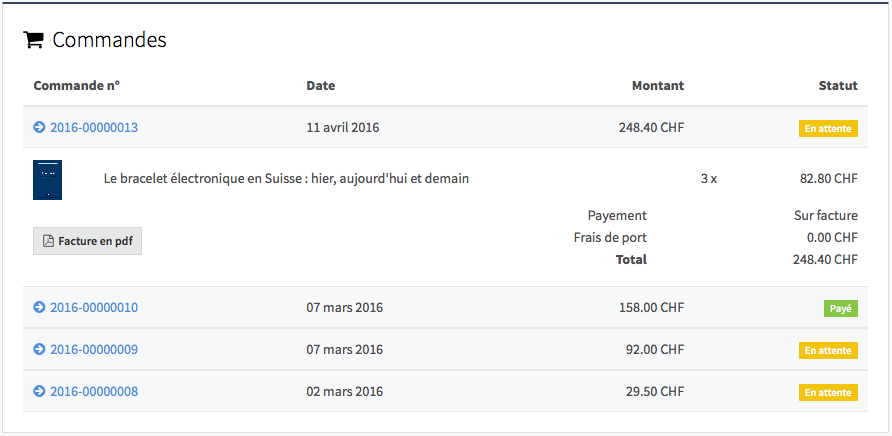 Commandes
Commande n° Date Montant Statut
2016-00000013 11 avril 2016 248.40 CHF En attente
Le bracelet électronique en Suisse : hier, aujourd'hui et demain 3 x 82.80 CHF
Payement Sur facture
Facture en pdf Frais de port 0.00 CHF
Total 248.40 CHF
2016-00000010 07 mars 2016 158.00 CHF Payé
2016-00000009 07 mars 2016 92.00 CHF En attente
2016-00000008 02 mars 2016 29.50 CHF En attente